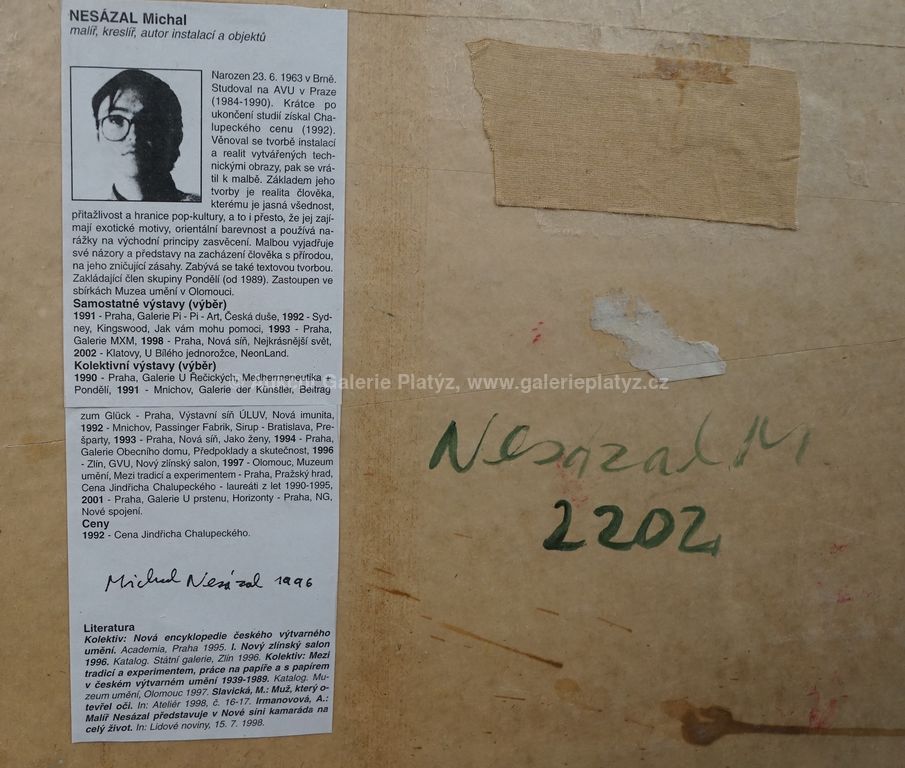 NESÁZAL Michal
malíř, kreslíř, autor instalací a objektů
Narozen 23. 6. 1963 v Brně.
Studoval na AVU v Praze
(1984-1990). Krátce po
ukončení studií získal Cha-
lupeckého cenu (1992).
Věnoval se tvorbě instalací
a realit vytvářených tech-
nickými obrazy, pak se vrá-
til k malbě. Základem jeho
tvorby je realita člověka,
kterému je jasná všednost,
přitažlivost a hranice pop-kultury, a to i přesto, že jej zají-
mají exotické motivy, orientální barevnost a používá na-
rážky na východní principy zasvěcení. Malbou vyjadřuje
své názory a představy na zacházení člověka s přírodou,
na jeho zničující zásahy. Zabývá se také textovou tvorbou.
Zakládající člen skupiny Pondělí (od 1989). Zastoupen ve
sbírkách Muzea umění v Olomouci.
Samostatné výstavy (výběr)
1991 - Praha, Galerie Pi - Pi - Art, Česká duše, 1992 - Syd-
ney, Kingswood, Jak vám mohu pomoci, 1993 - Praha,
Galerie MXM, 1998 - Praha, Nová síň, Nejkrásnější svět,
2002 - Klatovy, U Bílého jednorožce, NeonLand.
Kolektivní výstavy (výběr)
1990 - Praha, Galerie U Řečických, Medhermeneutika +
Pondělí, 1991 - Mnichov, Galerie der Künstler, Beitrag
Galerie Platýz, www.galerieplatyz.cz
zum Glück - Praha, Výstavní síň ÚLUV, Nová imunita,
1992 - Mnichov, Passinger Fabrik, Sirup - Bratislava, Pre-
šparty, 1993 - Praha, Nová síň, Jako ženy, 1994 - Praha,
Galerie Obecního domu, Předpoklady a skutečnost, 1996
- Zlín, GVU, Nový zlínský salon, 1997 - Olomouc, Muzeum
umění, Mezi tradicí a experimentem - Praha, Pražský hrad,
Cena Jindřicha Chalupeckého - laureáti z let 1990-1995,
2001 - Praha, Galerie U prstenu, Horizonty - Praha, NG,
Nové spojení.
Ceny
1992 - Cena Jindřicha Chalupeckého.
Michal Nesázal 1996
Literatura
Kolektiv: Nová encyklopedie českého výtvarného
umění. Academia, Praha 1995. I. Nový zlínský salon
1996. Katalog. Státní galerie, Zlín 1996. Kolektiv: Mezi
tradicí a experimentem, práce na papíře a s papírem
v českém výtvarném umění 1939-1989. Katalog. Mu-
zeum umění, Olomouc 1997. Slavická, M.: Muž, který o-
tevřel oči. In: Ateliér 1998, č. 16-17. Irmanovová, A.:
Malíř Nesázal představuje v Nové síni kamaráda na
celý život. In: Lidové noviny, 15. 7. 1998.
Nesázal M
2202